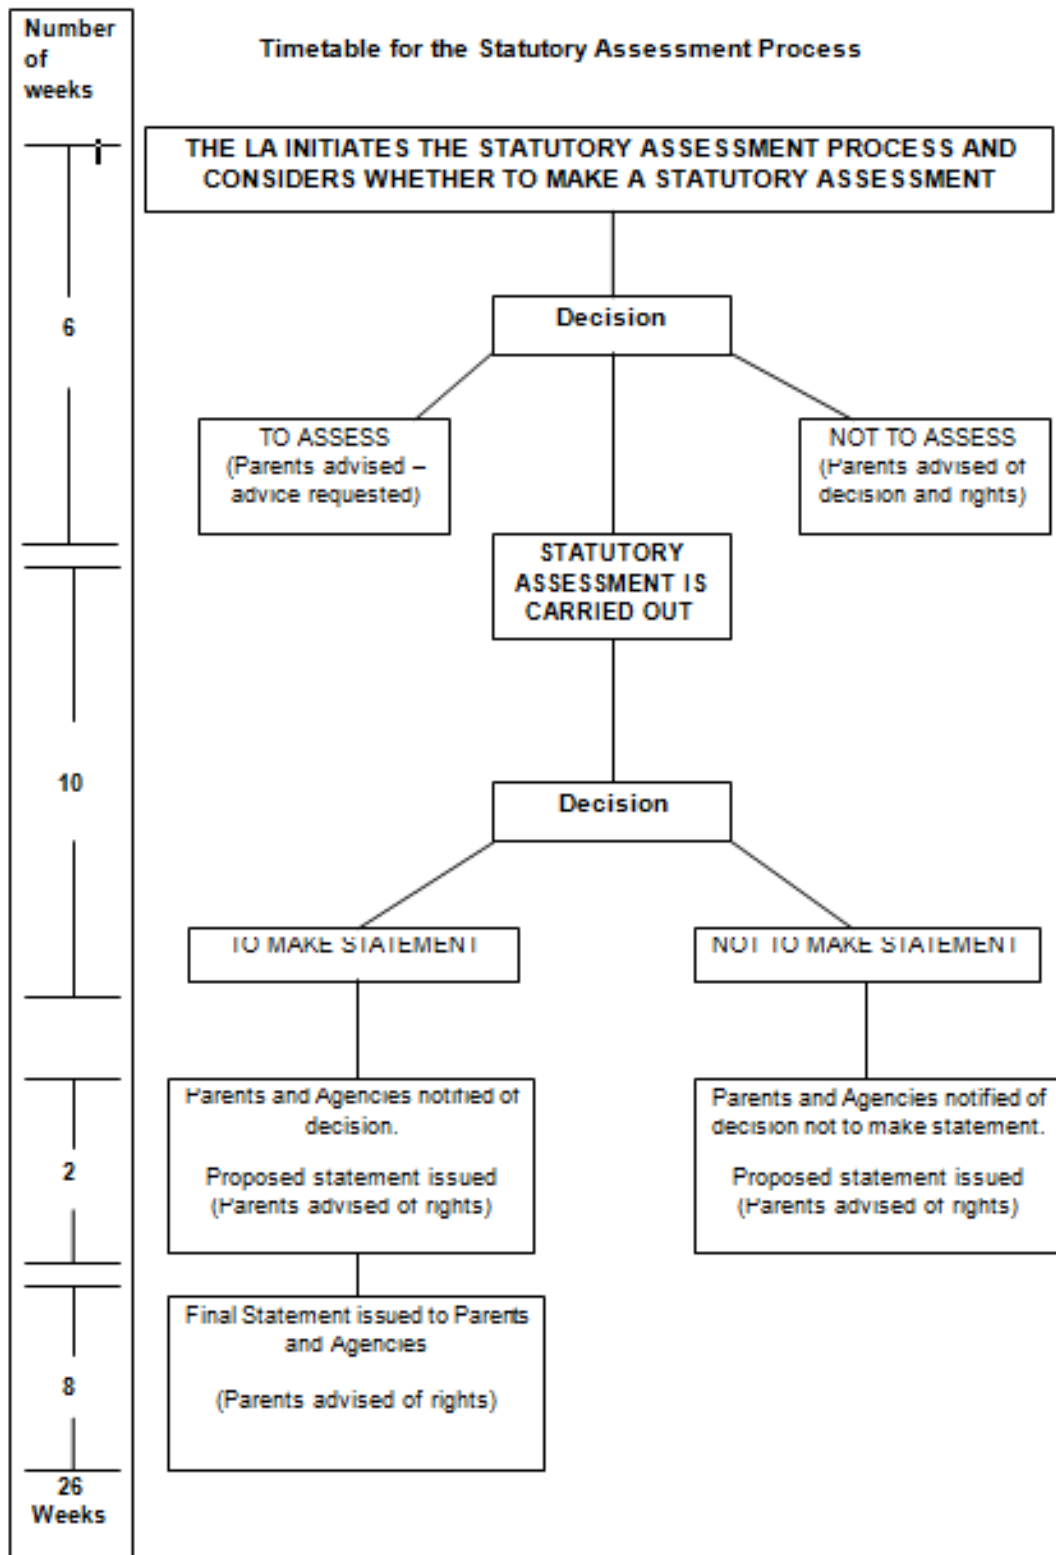 Number
of
weeks
Timetable for the Statutory Assessment Process
THE LA INITIATES THE STATUTORY ASSESSMENT PROCESS AND
CONSIDERS WHETHER TO MAKE A STATUTORY ASSESSMENT
6
Decision
TO ASSESS
(Parents advised –
advice requested)
NOT TO ASSESS
(Parents advised of
decision and rights)
STATUTORY
ASSESSMENT IS
CARRIED OUT
10
Decision
TO MAKE STATEMENT
NOT TO MAKE STATEMENT
2
Parents and Agencies notified of
decision.
Proposed statement issued
(Parents advised of rights)
Parents and Agencies notified of
decision not to make statement.
Proposed statement issued
(Parents advised of rights)
8
Final Statement issued to Parents
and Agencies
(Parents advised of rights)
26
Weeks